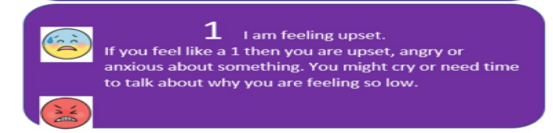 1 I am feeling upset.
If you feel like a 1 then you are upset, angry or
anxious about something. You might cry or need time
to talk about why you are feeling so low.